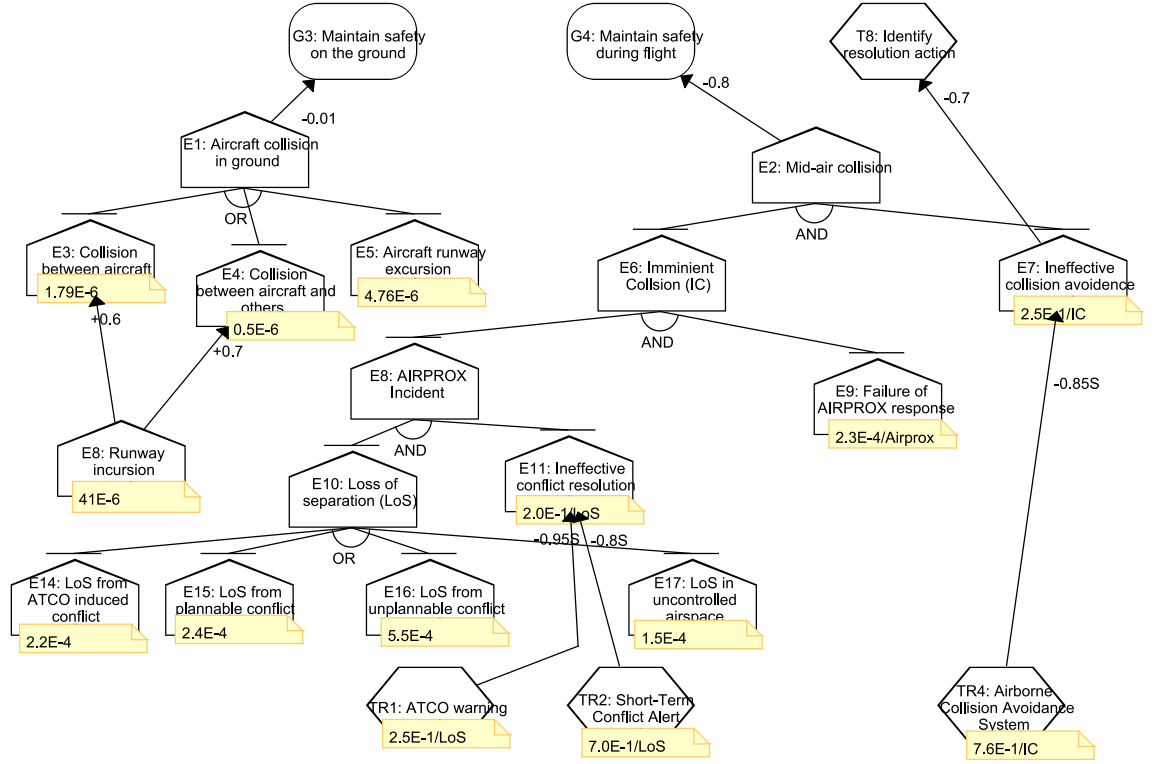 G3: Maintain safety
on the ground
G4: Maintain safety
during flight
T8: Identify
resolution action
-0.01
-0.8
-0.7
E1: Aircraft collision
in ground
OR
E2: Mid-air collision
AND
E3: Collision
between aircraft
1.79E-6
E4: Collision
between aircraft and
others
0.5E-6
E5: Aircraft runway
excursion
4.76E-6
E6: Imminient
Collsion (IC)
AND
E7: Ineffective
collision avoidence
2.5E-1/IC
+0.6
+0.7
E8: AIRPROX
Incident
AND
E9: Failure of
AIRPROX response
2.3E-4/Airprox
-0.85S
E8: Runway
incursion
41E-6
E10: Loss of
separation (LoS)
OR
E11: Ineffective
conflict resolution
2.0E-1/LoS
-0.95S
-0.8S
E14: LoS from
ATCO induced
conflict
2.2E-4
E15: LoS from
plannable conflict
2.4E-4
E16: LoS from
unplannable conflict
5.5E-4
E17: LoS in
uncontrolled
airspace
1.5E-4
TR1: ATCO warning
2.5E-1/LoS
TR2: Short-Term
Conflict Alert
7.0E-1/LoS
TR4: Airborne
Collision Avoidance
System
7.6E-1/IC